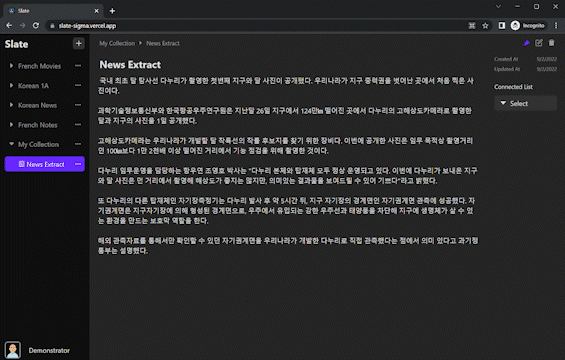 Slate
Incognito
slate-sigma.vercel.app
Slate
French Movies
Korean 1A
Korean News
French Notes
My Collection
News Extract
Demonstrator
My Collection > News Extract
News Extract
국내 최초 달 탐사선 다누리가 촬영한 첫번째 지구와 달 사진이 공개됐다. 우리나라가 지구 중력권을 벗어난 곳에서 처음 찍은 사
진이다.
과학기술정보통신부와 한국항공우주연구원은 지난달 26일 지구에서 124만㎞ 떨어진 곳에서 다누리의 고해상도카메라로 촬영한
달과 지구의 사진을 1일 공개했다.
고해상도카메라는 우리나라가 개발할 달 착륙선의 착륙 후보지를 찾기 위한 장비다. 이번에 공개한 사진은 임무 목적상 촬영거리
인 100㎞보다 1만 2천배 이상 떨어진 거리에서 기능 점검을 위해 촬영한 것이다.
다누리 임무운영을 담당하는 항우연 조영호 박사는 "다누리 본체와 탑재체 모두 정상 운영되고 있다. 이번에 다누리가 보내온 지구
와 달 사진은 먼 거리에서 촬영해 해상도가 좋지는 않지만, 의미있는 결과물을 보여드릴 수 있어 기쁘다"라고 밝혔다.
또 다누리의 다른 탑재체인 자기장측정기는 다누리 발사 후 약 5시간 뒤, 지구 자기장의 경계면인 자기권계면 관측에 성공했다. 자
기권계면은 지구자기장에 의해 형성된 경계면으로, 우주에서 유입되는 강한 우주선과 태양풍을 차단해 지구에 생명체가 살 수 있
는 환경을 만드는 보호막 역할을 한다.
해외 관측자료를 통해서만 확인할 수 있던 자기권계면을 우리나라가 개발한 다누리로 직접 관측했다는 점에서 의미 있다고 과기정
통부는 설명했다.
Created At 9/2/2022
Updated At 9/2/2022
Connected List
Select